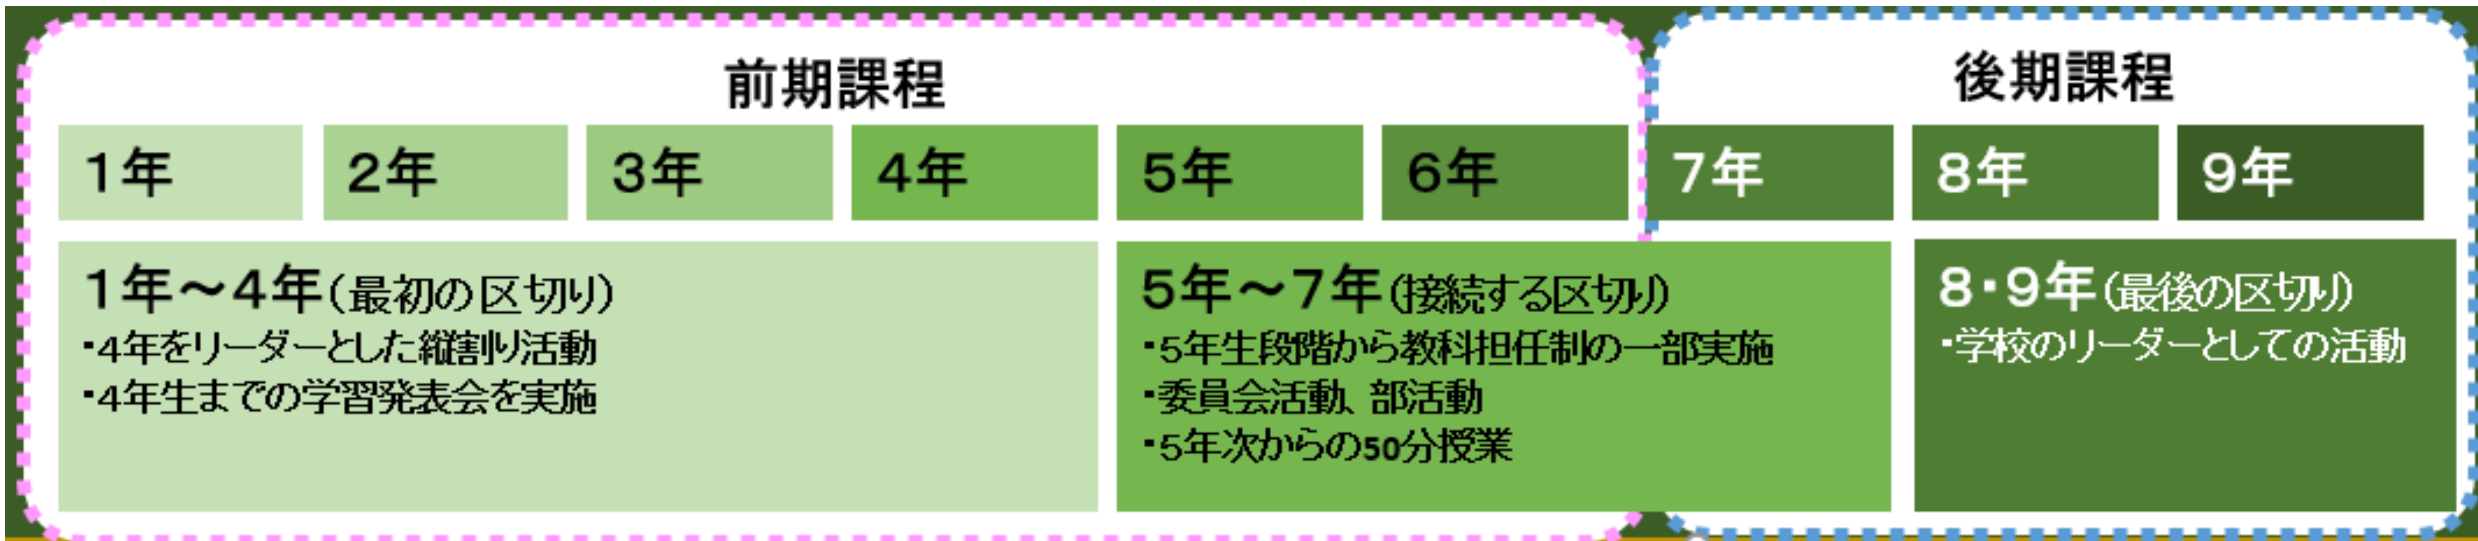 前期課程
後期課程
1年
2年
3年
4年
5年
6年
7年
8年
9年
1年～4年(最初の区切り)
・4年をリーダーとした縦割り活動
・4年生までの学習発表会を実施
5年～7年(接続する区切り)
・5年生段階から教科担任制の一部実施
・委員会活動、部活動
・5年次からの50分授業
8・9年(最後の区切り)
・学校のリーダーとしての活動